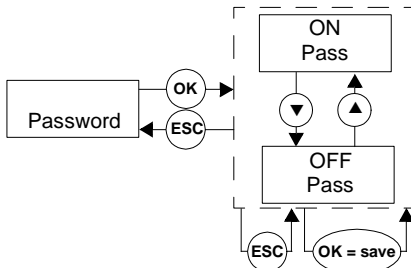 ON
Pass
OK
Password
ESC
OFF
Pass
ESC
OK = save